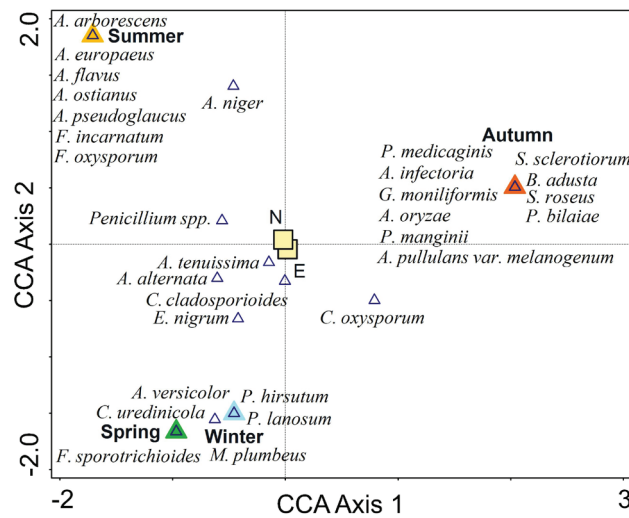 2.0
A. arborescens
Summer
A. europaeus
A. flavus
A. ostianus
A. pseudoglaucus
F. incarnatum
F. oxysporum
A. niger
Autumn
P. medicaginis
S. sclerotiorum
A. infectoria
B. adusta
G. moniliformis
S. roseus
A. oryzae
P. bilaiae
P. manginii
A. pullulans var. melanogenum
Penicillium spp.
N
E
A. tenuissima
A. alternata
C. cladosporioides
E. nigrum
C. oxysporum
A. versicolor
P. hirsutum
C. uredinicola
P. lanosum
Spring
Winter
F. sporotrichioides
M. plumbeus
CCA Axis 2
-2.0
-2
CCA Axis 1
3